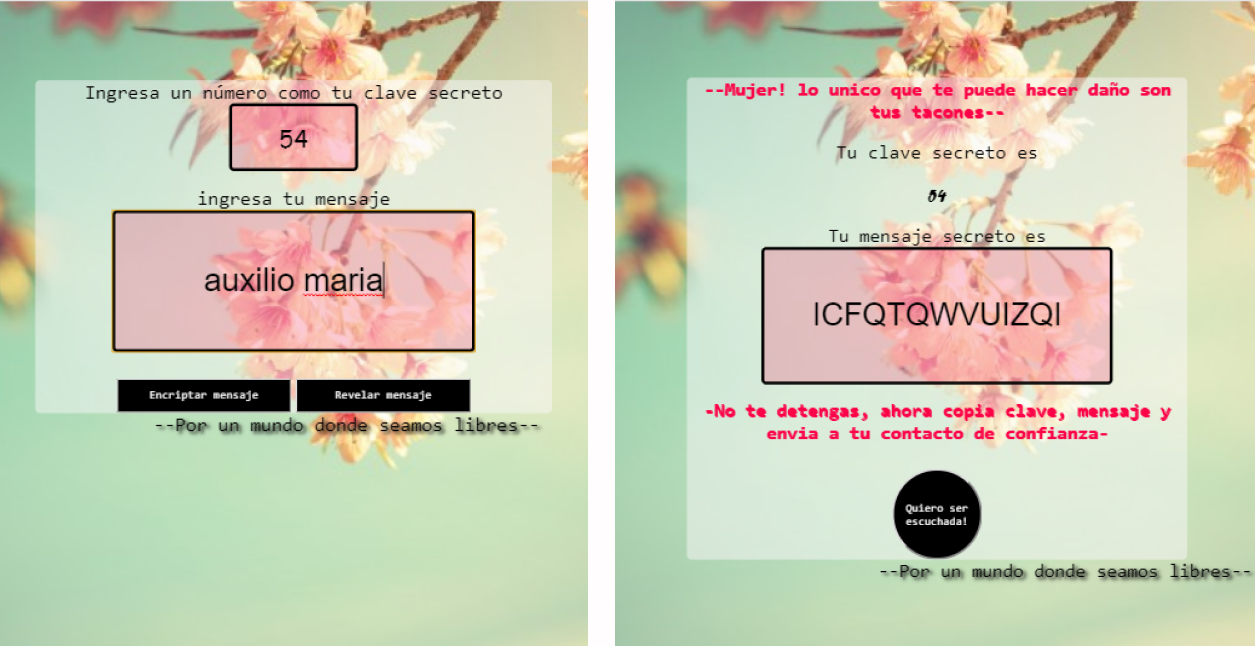 Ingresa un número como tu clave secreto
54
ingresa tu mensaje
auxilio maria
Encriptar mensaje
Revelar mensaje
--Por un mundo donde seamos libres--
--Mujer! lo unico que te puede hacer daño son
tus tacones--
Tu clave secreto es
54
Tu mensaje secreto es
ICFQTQWVUIZQI
-No te detengas, ahora copia clave, mensaje y
envia a tu contacto de confianza-
Quiero ser
escuchada!
--Por un mundo donde seamos libres--